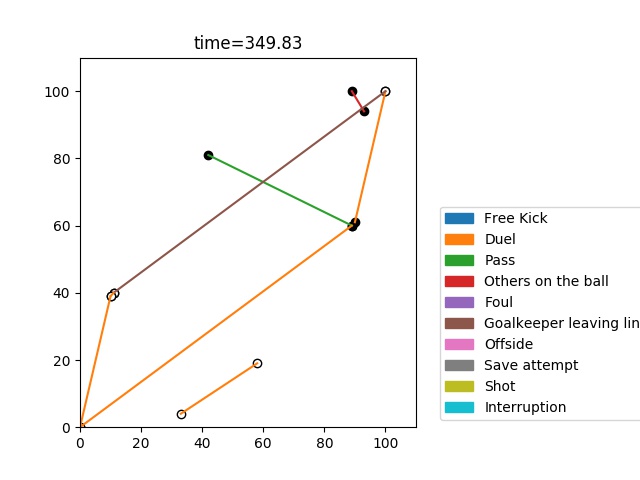 time=349.83
100
80
60
40
20
0
0 20 40 60 80 100
Free Kick
Duel
Pass
Others on the ball
Foul
Goalkeeper leaving lin
Offside
Save attempt
Shot
Interruption